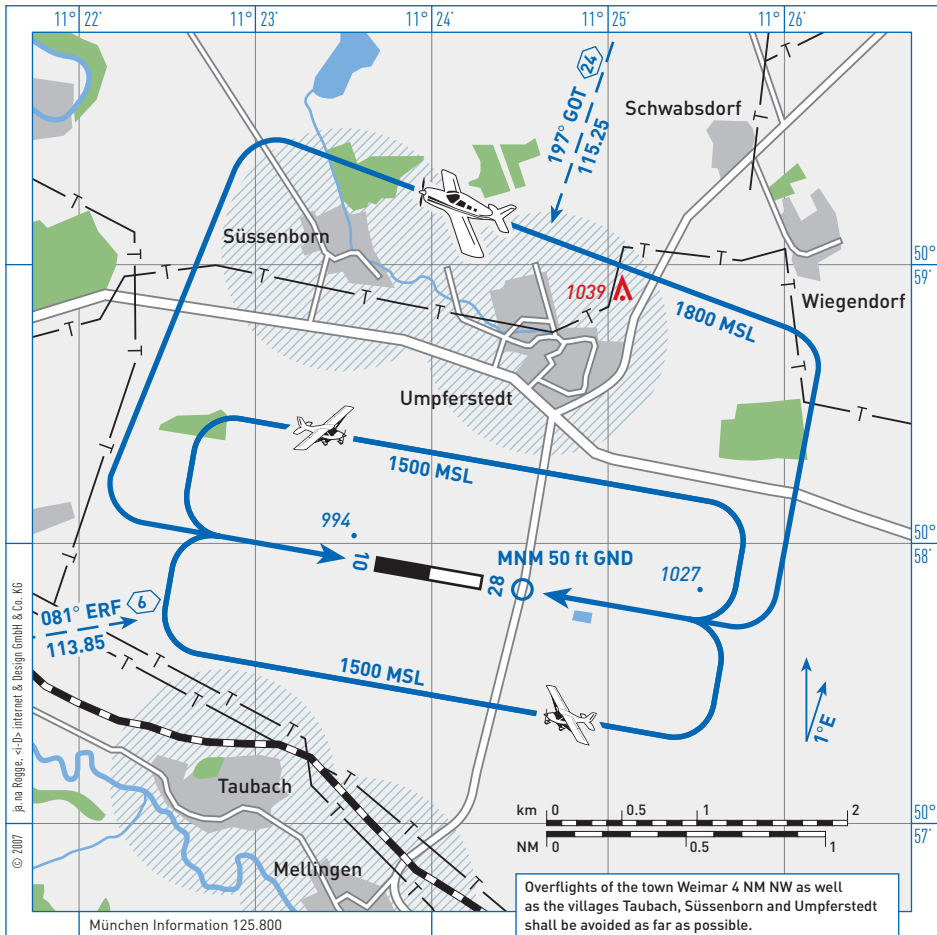 11° 22'
11° 23'
11° 24'
11° 25'
11° 26'
24
197° GOT
115.25
Schwabsdorf
Süssenborn
50°
59'
1039
Wiegendorf
1800 MSL
Umpferstedt
1500 MSL
994
10
28
MNM 50 ft GND
1027
50°
58'
081° ERF 6
113.85
1500 MSL
1°E
Taubach
Mellingen
km 0 0.5 1 2
NM 0 0.5 1
50°
57'
T T T T T T T T T T T T T T T T T T T T T
München Information 125.800
Overflights of the town Weimar 4 NM NW as well
as the villages Taubach, Süssenborn and Umpferstedt
shall be avoided as far as possible.
© 2007 ja.na Rogge, <i-D> internet & Design GmbH & Co. KG